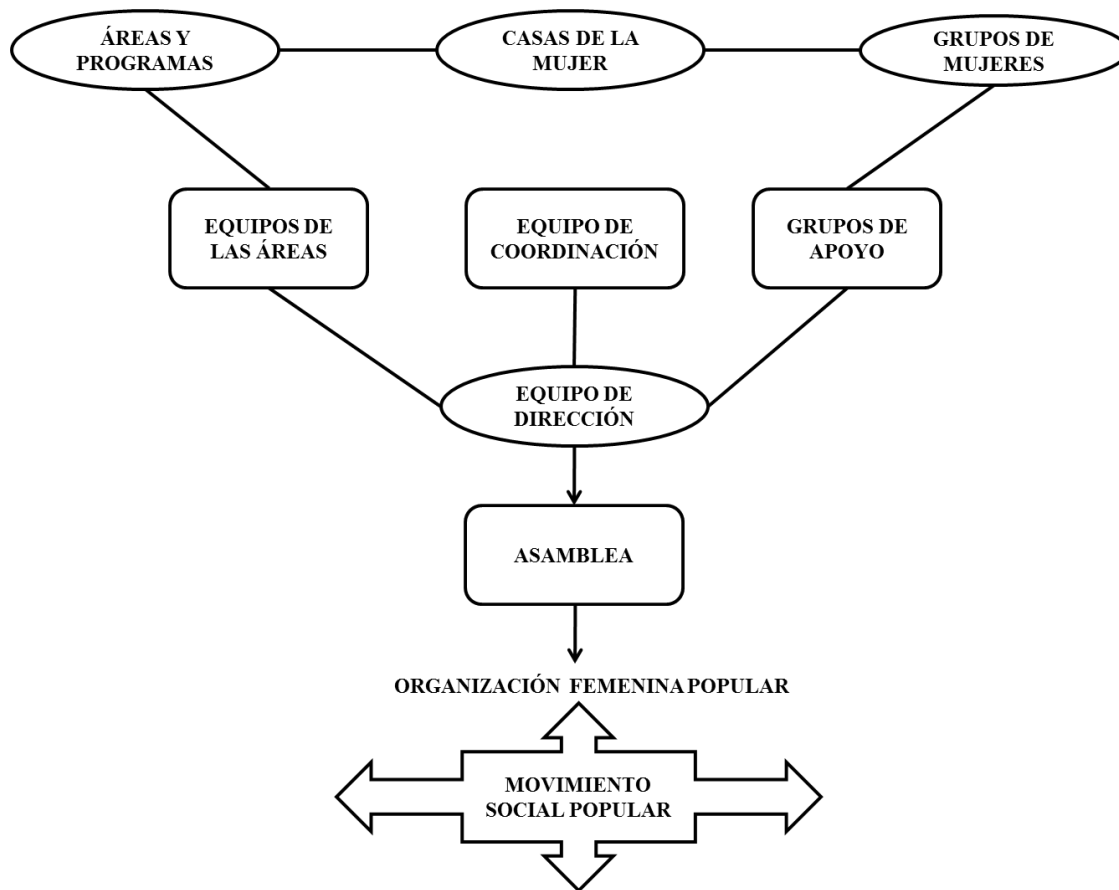 ÁREAS Y
PROGRAMAS
CASAS DE LA
MUJER
GRUPOS DE
MUJERES
EQUIPOS DE
LAS ÁREAS
EQUIPO DE
COORDINACIÓN
GRUPOS DE
APOYO
EQUIPO DE
DIRECCIÓN
ASAMBLEA
ORGANIZACIÓN FEMENINA POPULAR
MOVIMIENTO
SOCIAL POPULAR